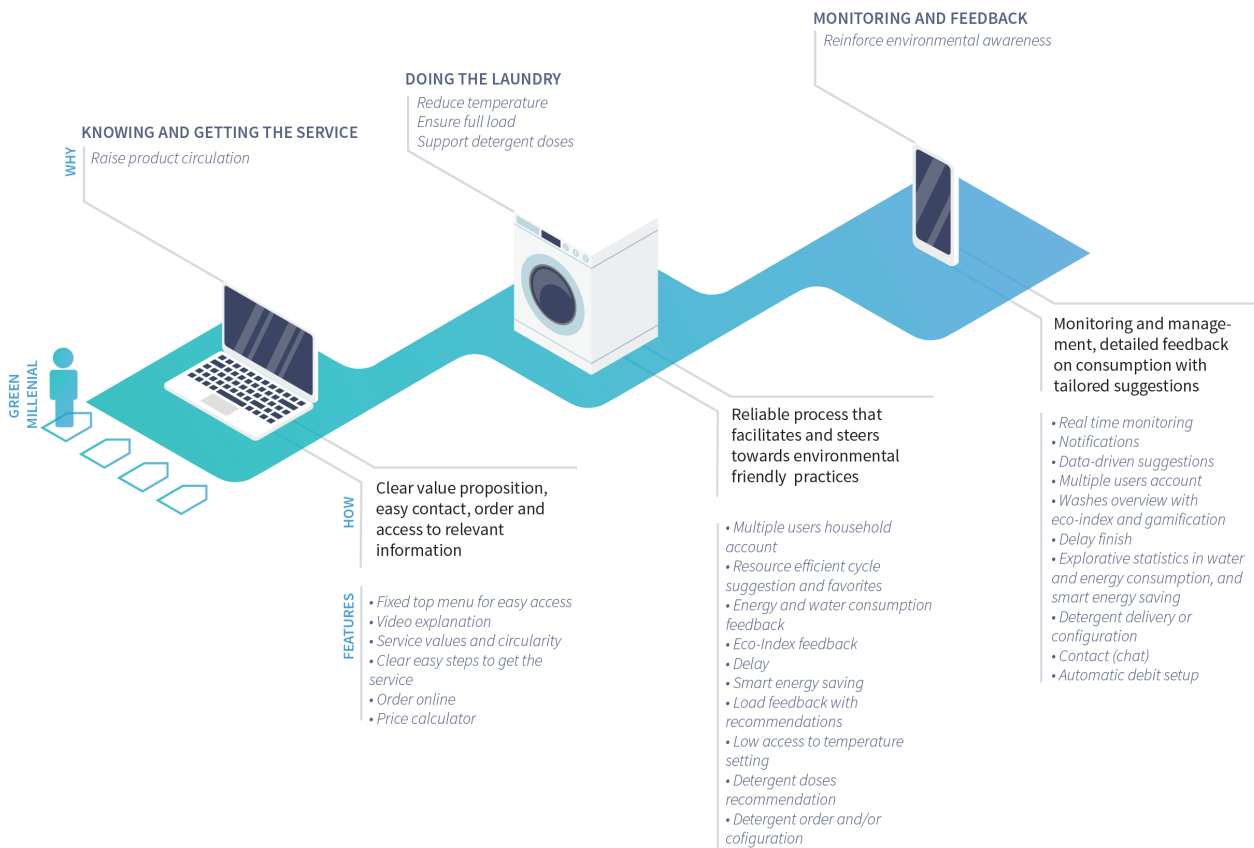 MONITORING AND FEEDBACK
Reinforce environmental awareness
DOING THE LAUNDRY
Reduce temperature
Ensure full load
Support detergent doses
KNOWING AND GETTING THE SERVICE
WHY
Raise product circulation
GREEN
MILLENIAL
HOW
Clear value proposition,
easy contact, order and
access to relevant
information
FEATURES
• Fixed top menu for easy access
• Video explanation
• Service values and circularity
• Clear easy steps to get the
service
• Order online
• Price calculator
Reliable process that
facilitates and steers
towards environmental
friendly practices
• Multiple users household
account
• Resource efficient cycle
suggestion and favorites
• Energy and water consumption
feedback
• Eco-Index feedback
• Delay
• Smart energy saving
• Load feedback with
recommendations
• Low access to temperature
setting
• Detergent doses
recommendation
• Detergent order and/or
cofiguration
Monitoring and manage-
ment, detailed feedback
on consumption with
tailored suggestions
• Real time monitoring
• Notifications
• Data-driven suggestions
• Multiple users account
• Washes overview with
eco-index and gamification
• Delay finish
• Explorative statistics in water
and energy consumption, and
smart energy saving
• Detergent delivery or
configuration
• Contact (chat)
• Automatic debit setup